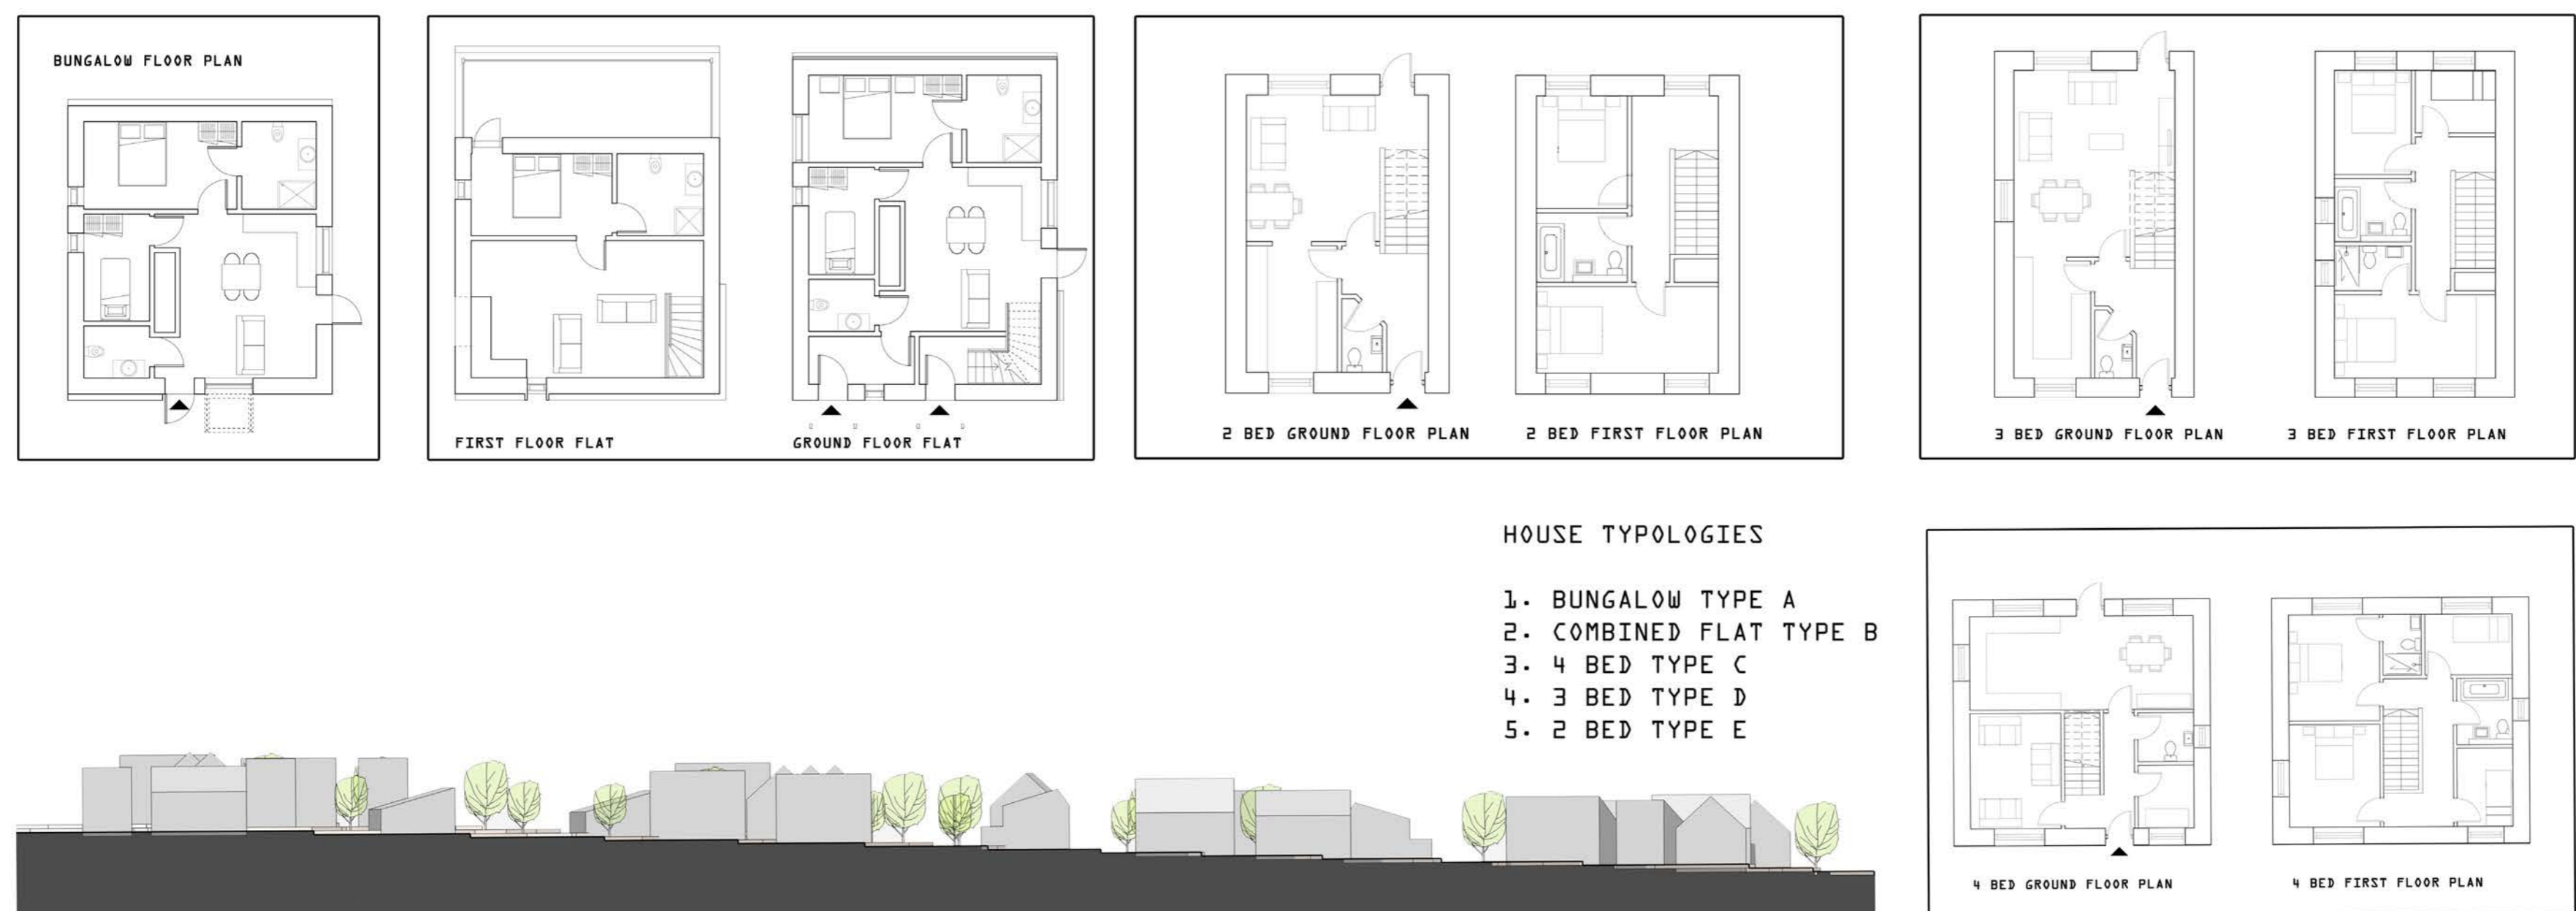 BUNGALOW FLOOR PLAN
FIRST FLOOR FLAT
GROUND FLOOR FLAT
2 BED GROUND FLOOR PLAN
2 BED FIRST FLOOR PLAN
3 BED GROUND FLOOR PLAN
3 BED FIRST FLOOR PLAN
HOUSE TYPOLOGIES
1. BUNGALOW TYPE A
2. COMBINED FLAT TYPE B
3. 4 BED TYPE C
4. 3 BED TYPE D
5. 2 BED TYPE E
4 BED GROUND FLOOR PLAN
4 BED FIRST FLOOR PLAN